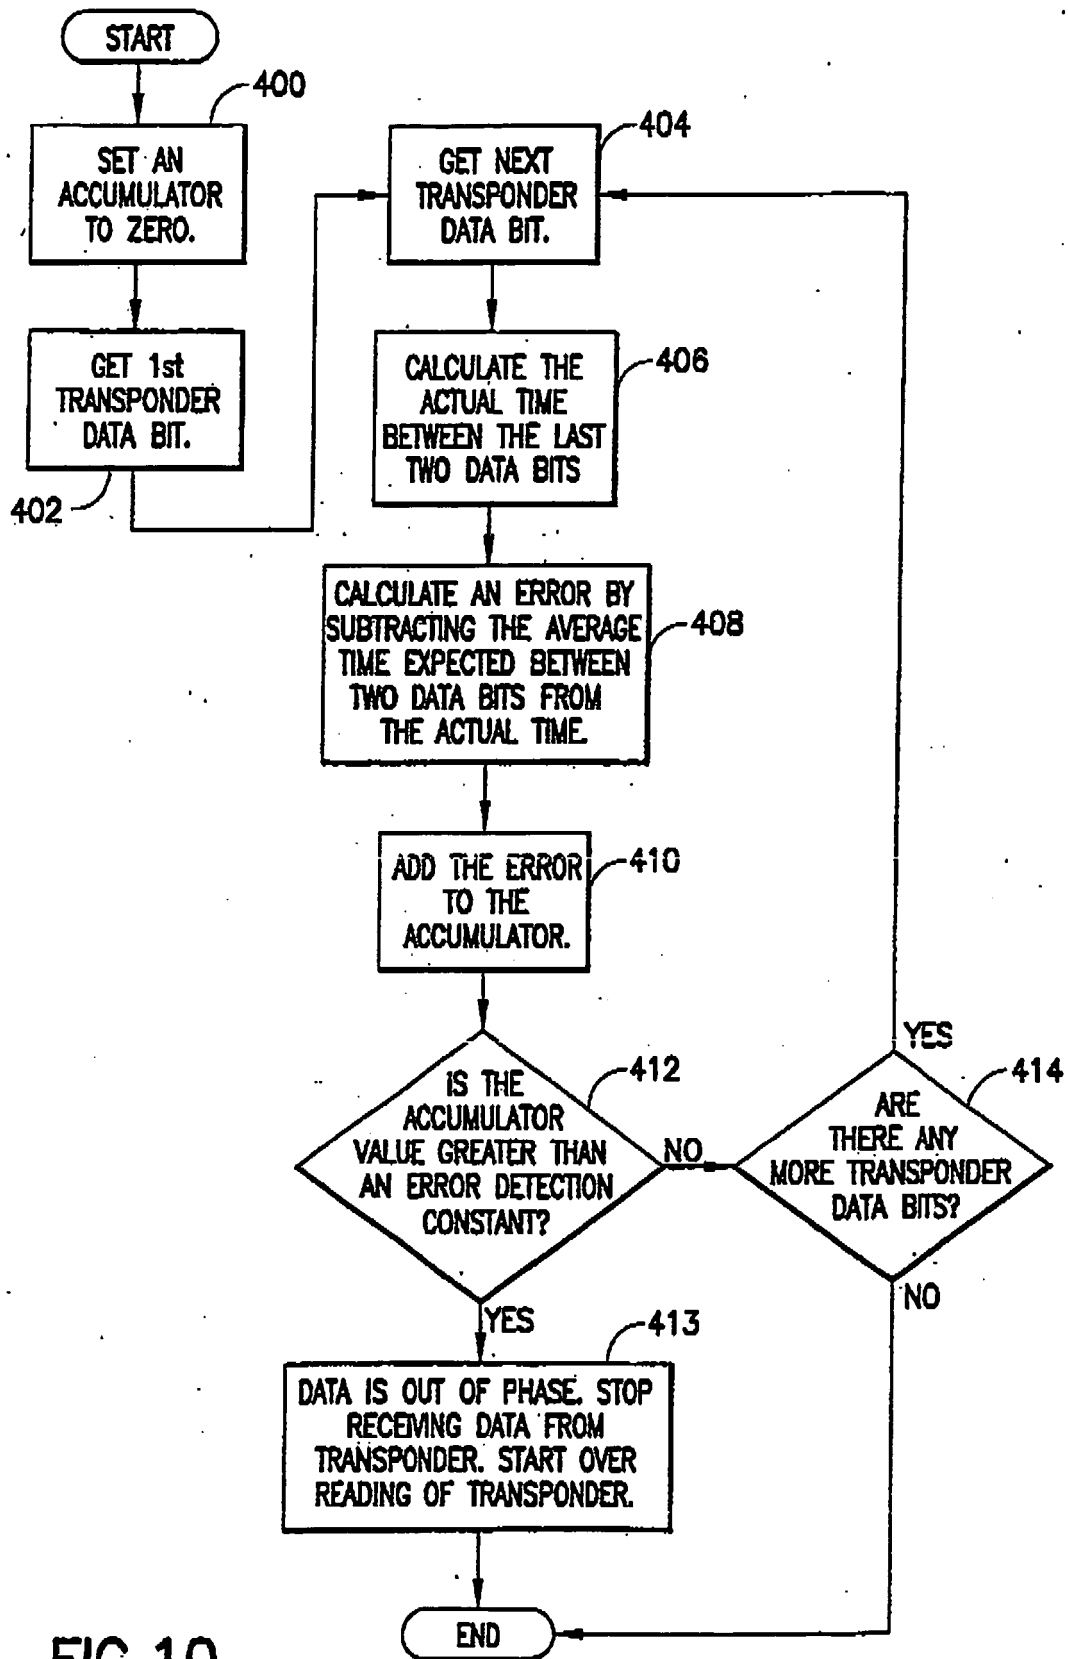 START
400
SET AN
ACCUMULATOR
TO ZERO.
GET 1st
TRANSPONDER
DATA BIT.
402
404
GET NEXT
TRANSPONDER
DATA BIT.
406
CALCULATE THE
ACTUAL TIME
BETWEEN THE LAST
TWO DATA BITS
408
CALCULATE AN ERROR BY
SUBTRACTING THE AVERAGE
TIME EXPECTED BETWEEN
TWO DATA BITS FROM
THE ACTUAL TIME.
410
ADD THE ERROR
TO THE
ACCUMULATOR.
412
IS THE
ACCUMULATOR
VALUE GREATER THAN
AN ERROR DETECTION
CONSTANT?
NO
YES
414
ARE
THERE ANY
MORE TRANSPONDER
DATA BITS?
YES
NO
413
DATA IS OUT OF PHASE. STOP
RECEIVING DATA FROM
TRANSPONDER. START OVER
READING OF TRANSPONDER.
END